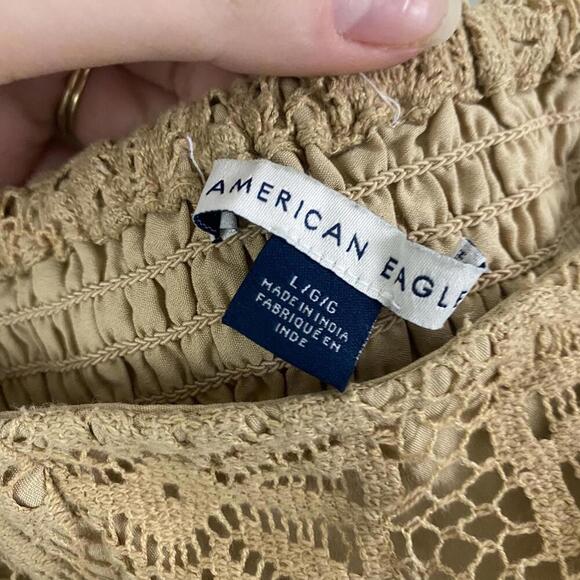 AMERICAN EAGLE
L/G/G
MADE IN INDIA
FABRIQUÉ EN
INDE